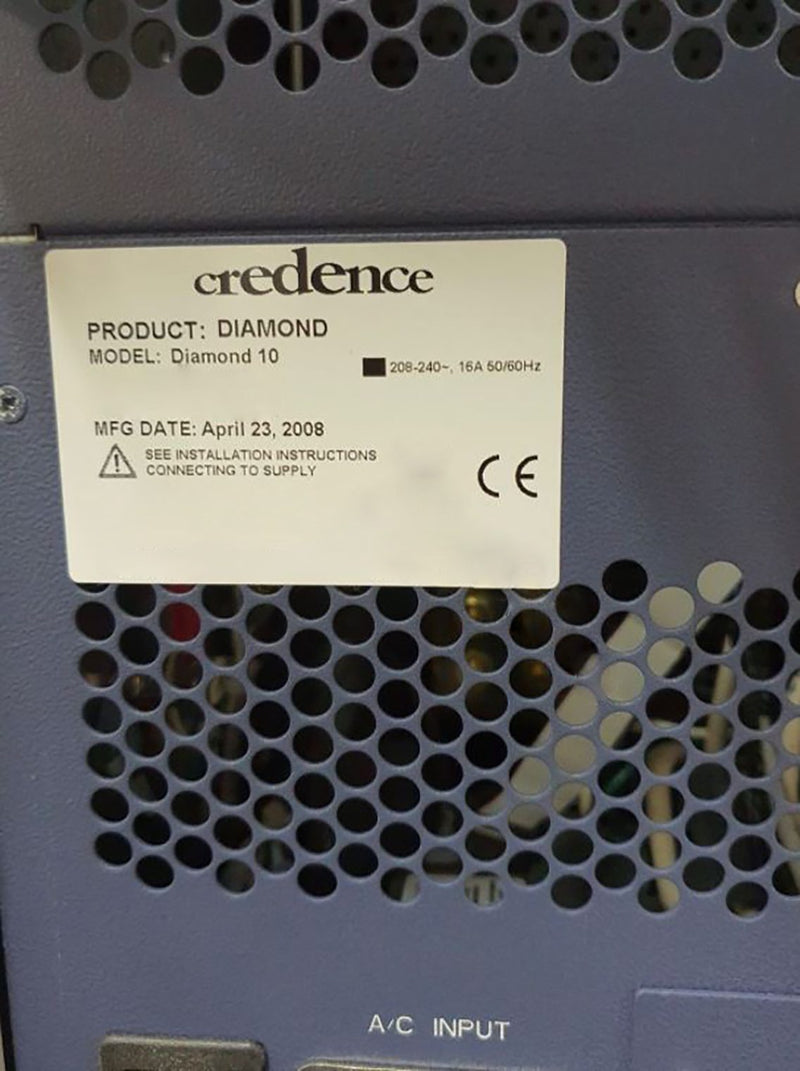 credence
PRODUCT: DIAMOND
MODEL: Diamond 10
208-240~, 16A 50/60Hz
MFG DATE: April 23, 2008
SEE INSTALLATION INSTRUCTIONS
CONNECTING TO SUPPLY
CE
A/C INPUT